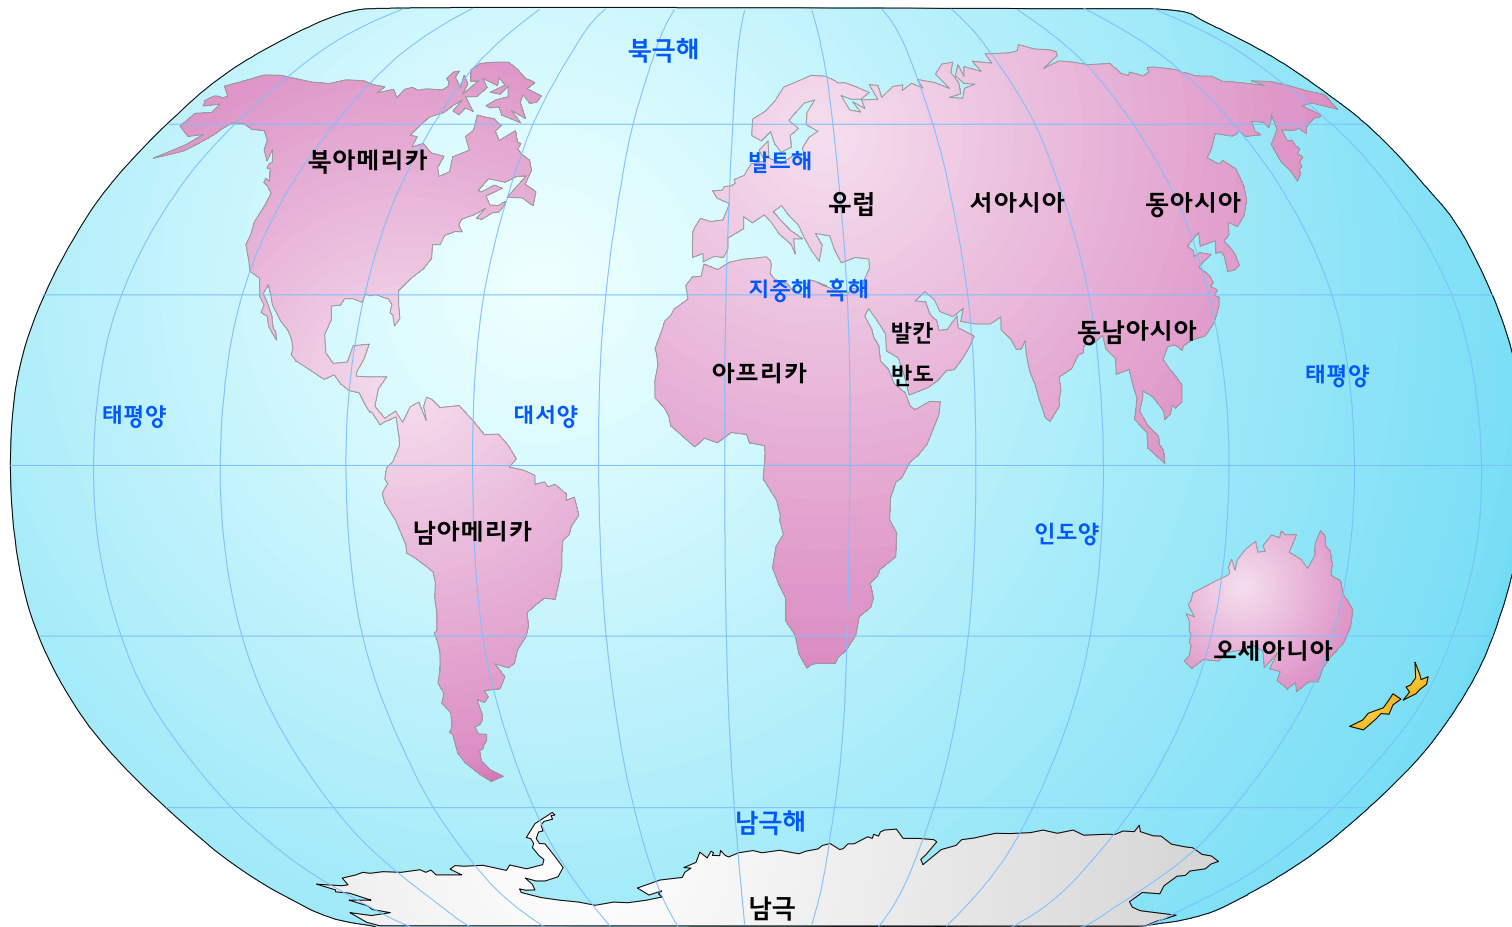 북극해
북아메리카
발트해
유럽
서아시아
동아시아
지중해 흑해
발칸
반도
동남아시아
아프리카
태평양
태평양
대서양
남아메리카
인도양
오세아니아
남극해
남극